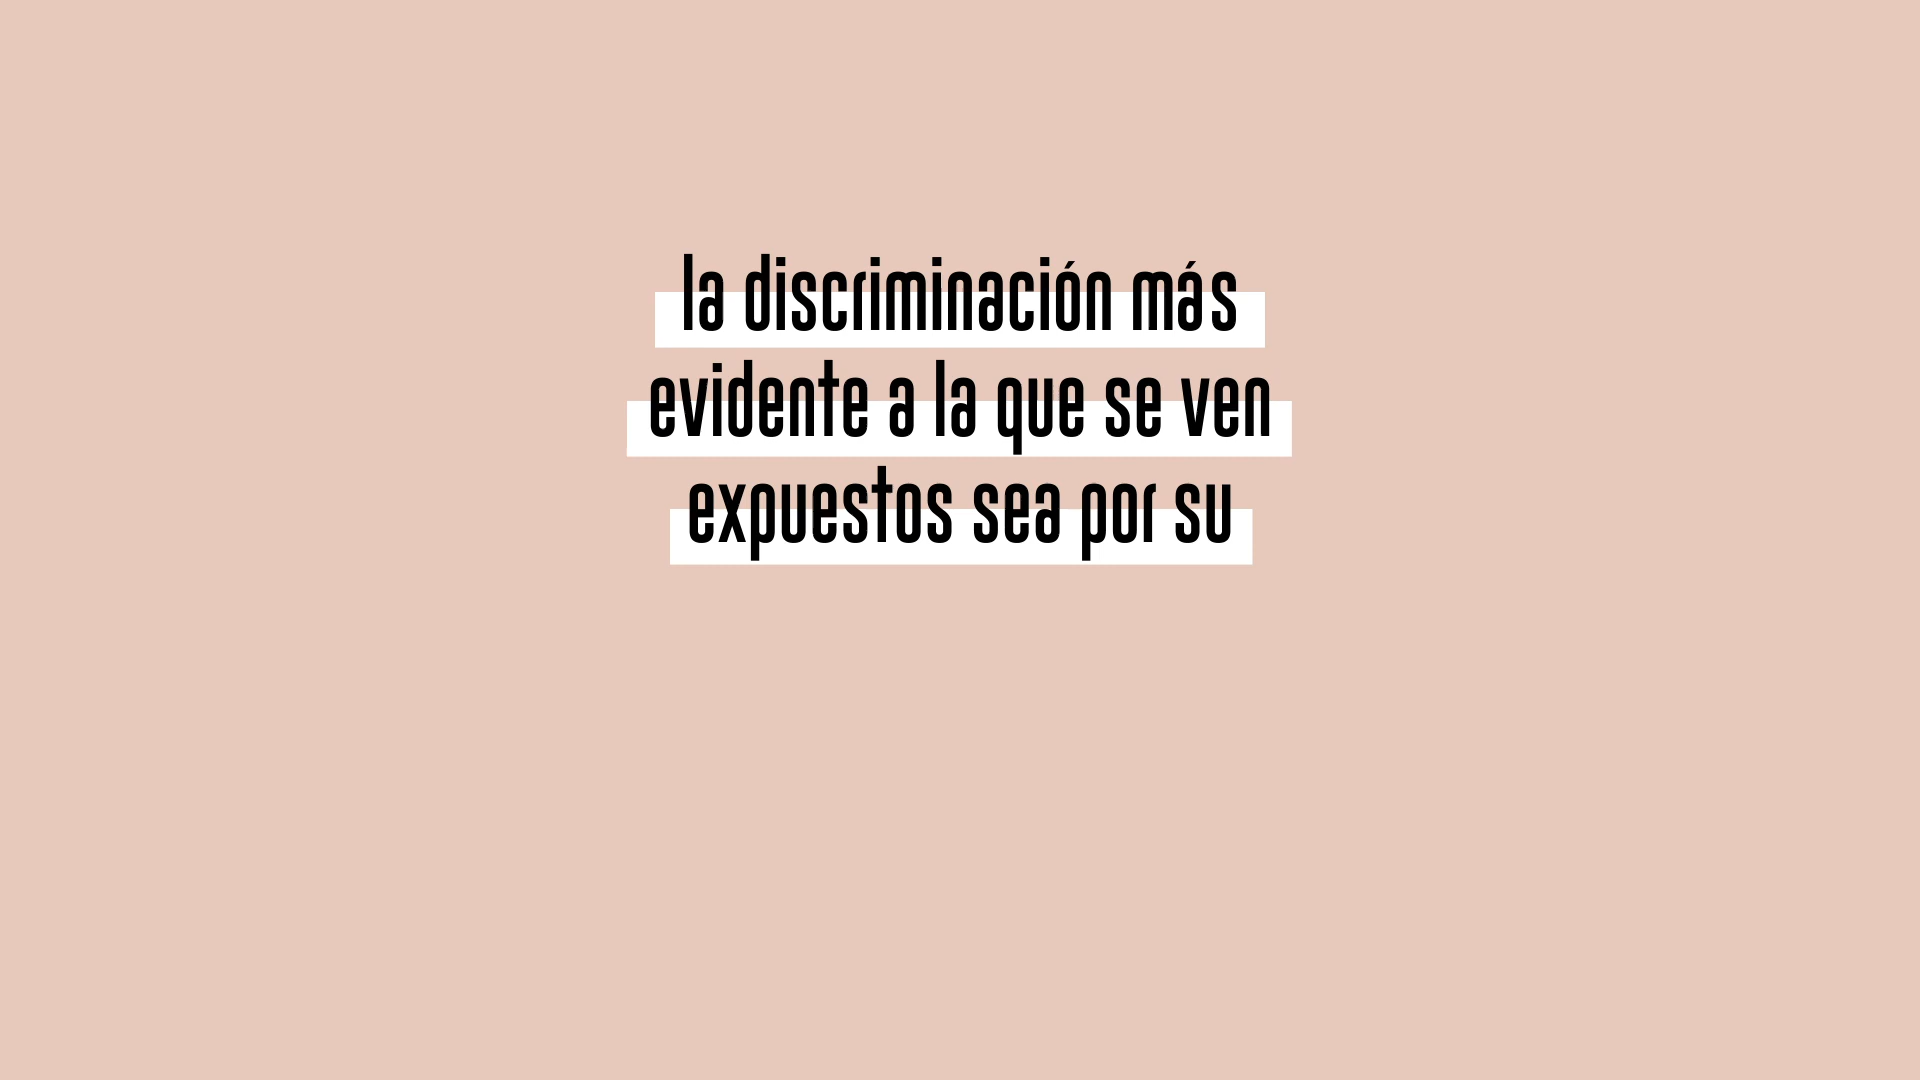 la discriminación más
evidente a la que se ven
expuestos sea por su